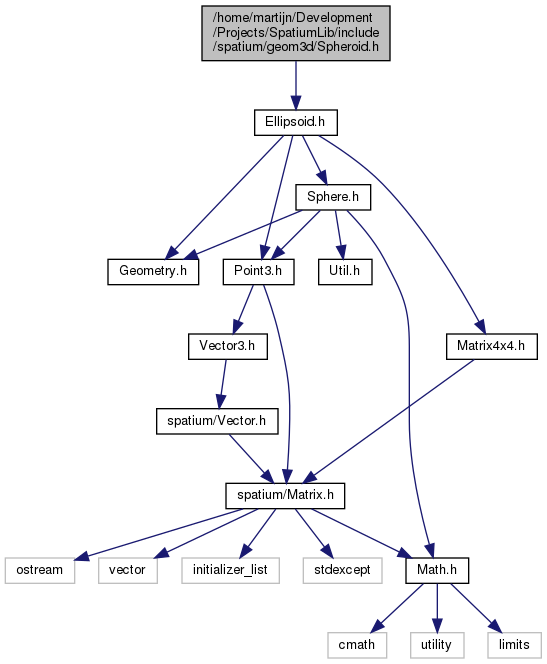 /home/martijn/Development
/Projects/SpatiumLib/include
/spatium/geom3d/Spheroid.h
Ellipsoid.h
Sphere.h
Geometry.h
Point3.h
Util.h
Vector3.h
Matrix4x4.h
spatium/Vector.h
spatium/Matrix.h
ostream
vector
initializer_list
stdexcept
Math.h
cmath
utility
limits